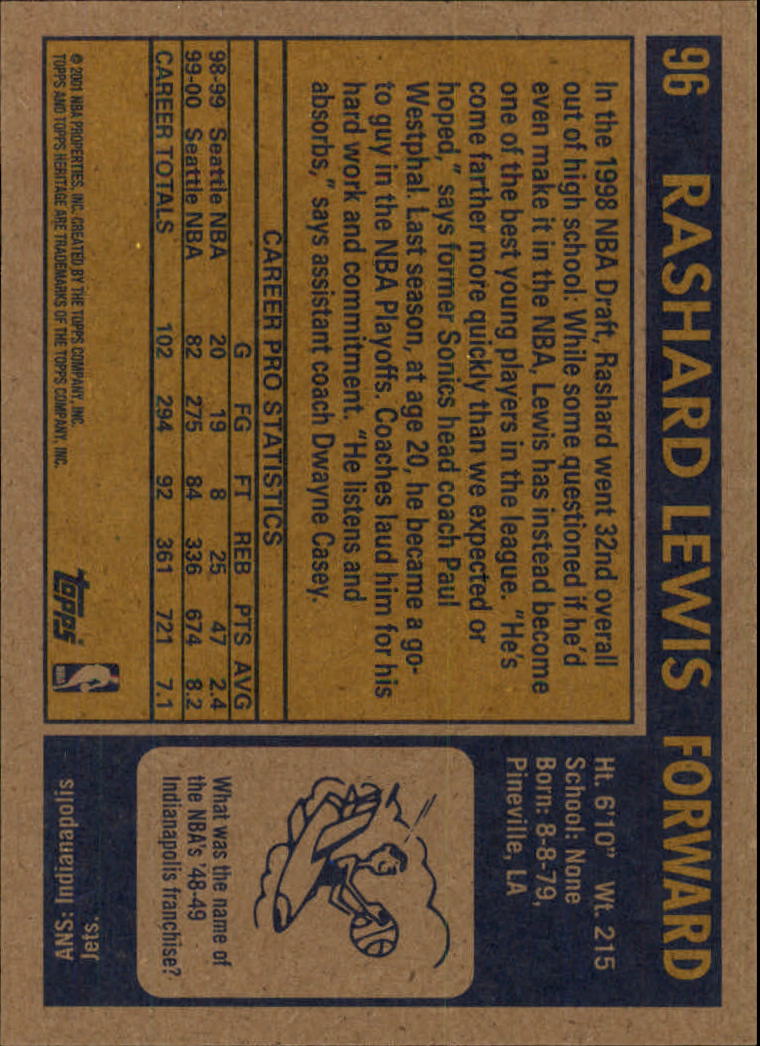 96 RASHARD LEWIS FORWARD
In the 1998 NBA Draft, Rashard went 32nd overall
out of high school: While some questioned if he'd
even make it in the NBA, Lewis has instead become
one of the best young players in the league. "He's
come farther more quickly than we expected or
hoped," says former Sonics head coach Paul
Westphal. Last season, at age 20, he became a go-
to guy in the NBA Playoffs. Coaches laud him for his
hard work and commitment. "He listens and
absorbs," says assistant coach Dwayne Casey.
CAREER PRO STATISTICS
G FG FT REB PTS AVG
98-99 Seattle NBA 20 19 8 25 47 2.4
99-00 Seattle NBA 82 275 84 336 674 8.2
CAREER TOTALS 102 294 92 361 721 7.1
© 2001 NBA PROPERTIES, INC. CREATED BY THE TOPPS COMPANY, INC.
TOPPS AND TOPPS HERITAGE ARE TRADEMARKS OF THE TOPPS COMPANY, INC.
topps
NBA
Ht. 6'10" Wt. 215
School: None
Born: 8-8-79,
Pineville, LA
What was the name of
the NBA's '48-49
Indianapolis franchise?
ANS: Indianapolis
Jets.